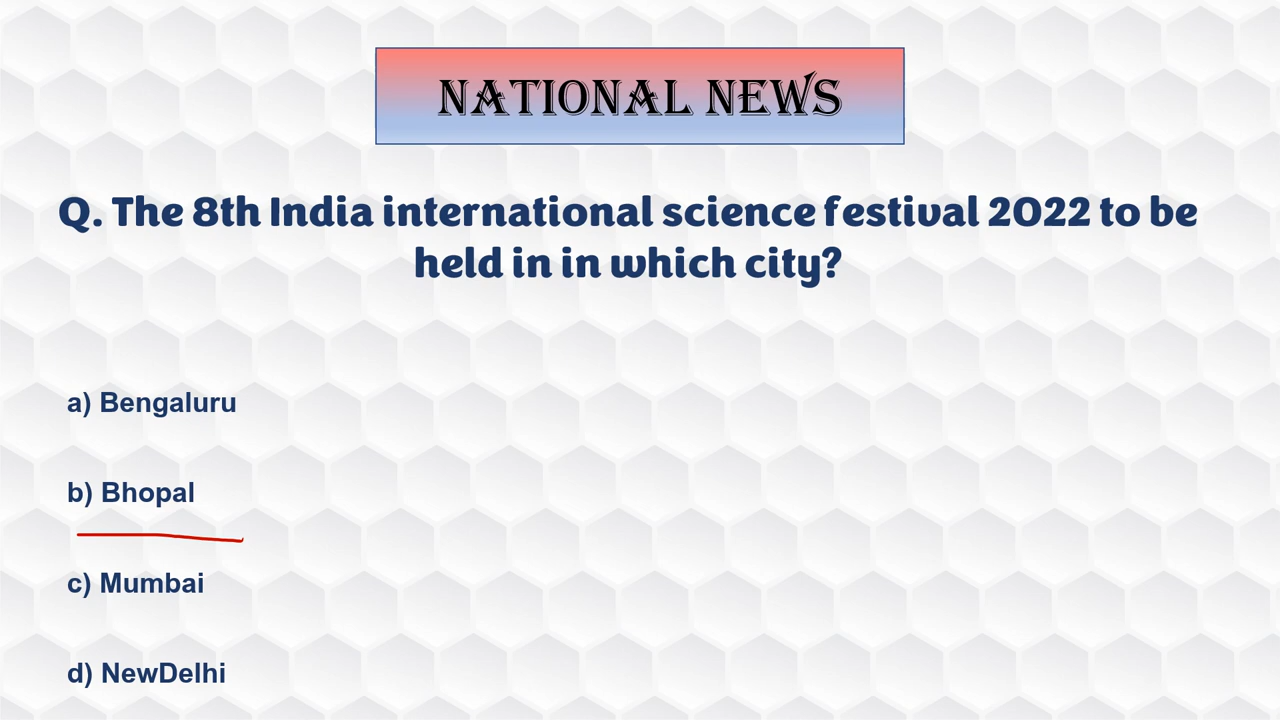 NATIONAL NEWS
Q. The 8th India international science festival 2022 to be
held in in which city?
a) Bengaluru
b) Bhopal
c) Mumbai
d) NewDelhi